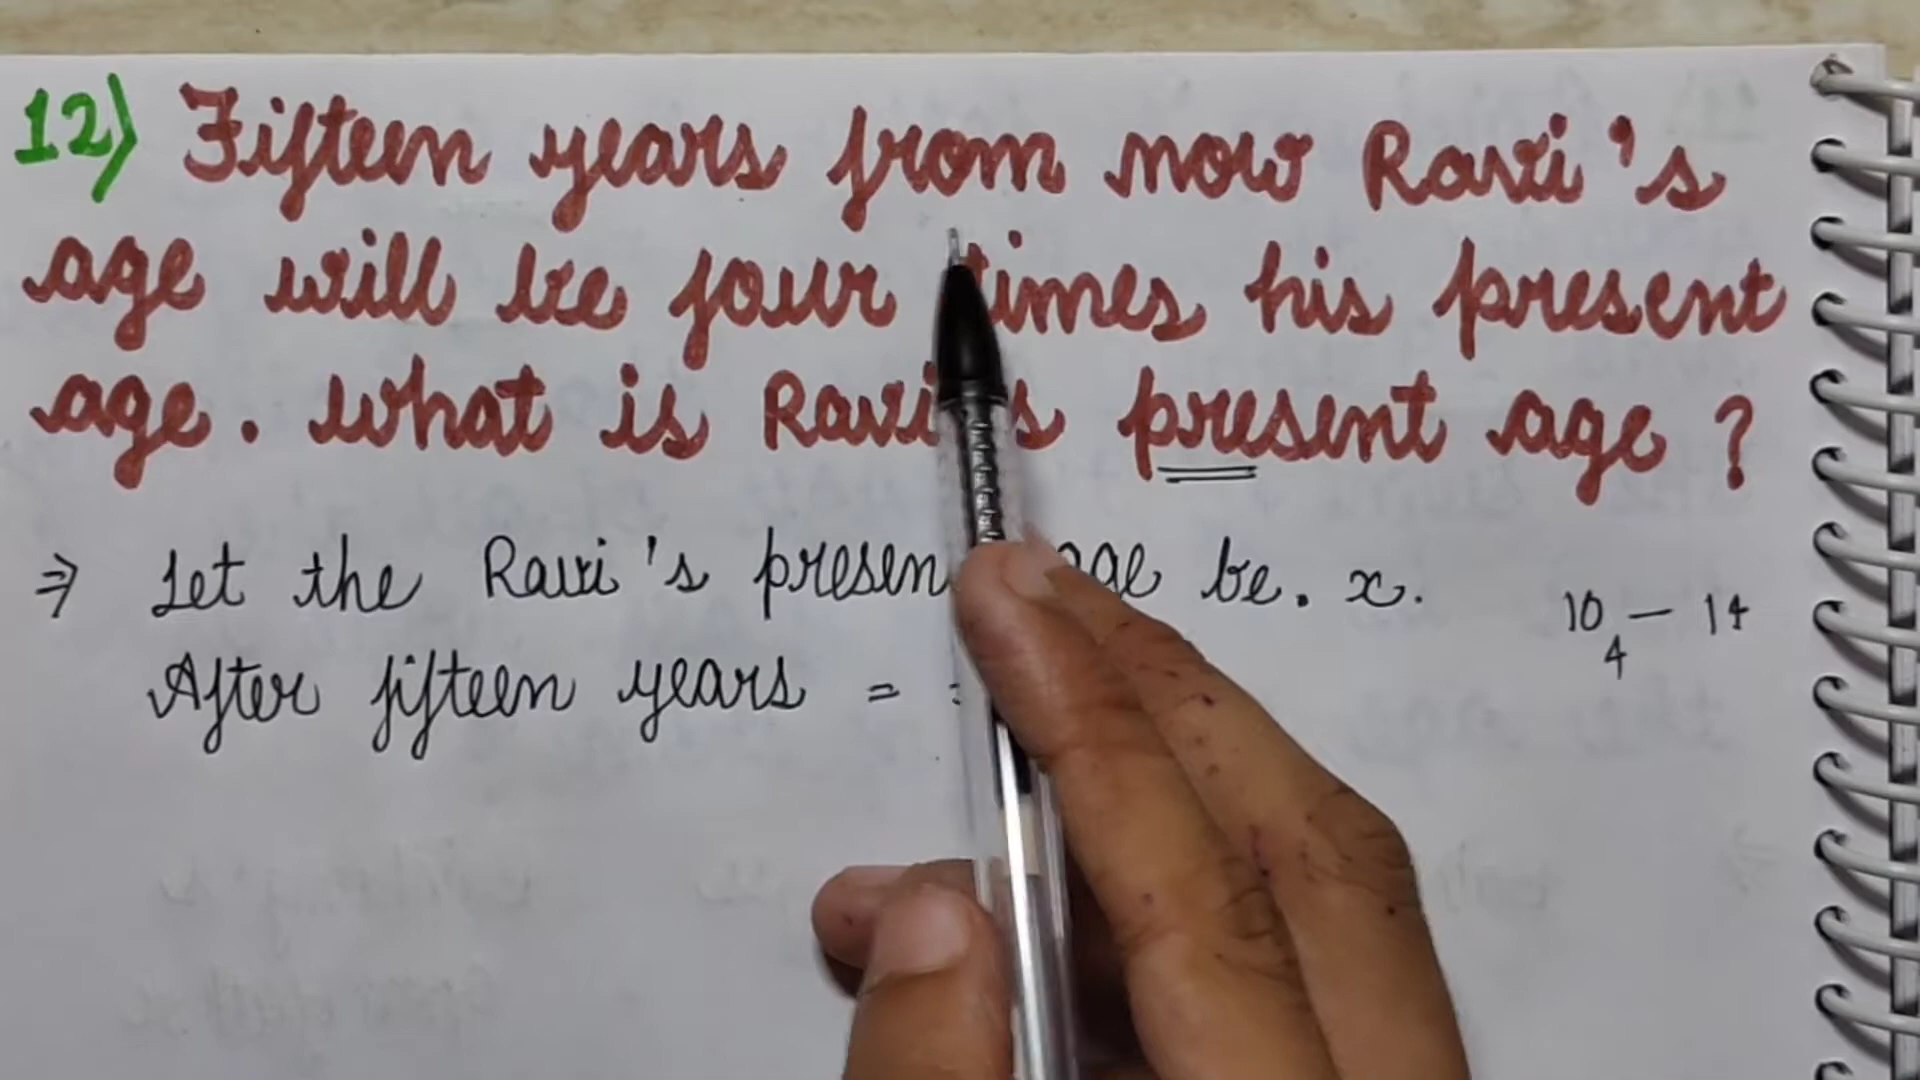 12) Fifteen years from now Ravi's
age will be four times his present
age. What is Ravi's present age?
⇒ Let the Ravi's present age be. x.
10 — 14
4
After fifteen years =